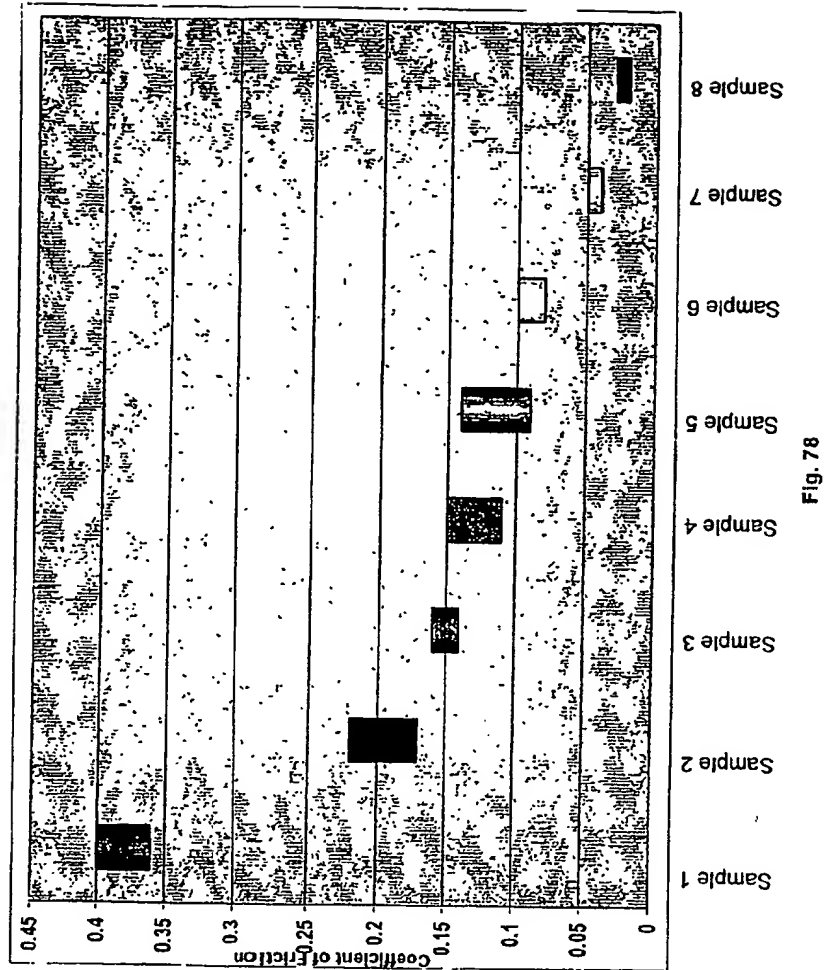 Coefficient of Friction
0.45
0.4
0.35
0.3
0.25
0.2
0.15
0.1
0.05
0
Sample 1
Sample 2
Sample 3
Sample 4
Sample 5
Sample 6
Sample 7
Sample 8
Fig. 78